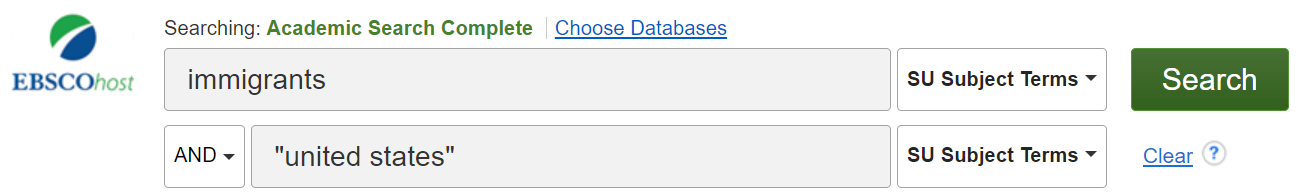 Searching: Academic Search Complete Choose Databases
EBSCOhost
immigrants SU Subject Terms Search
AND "united states" SU Subject Terms Clear ?